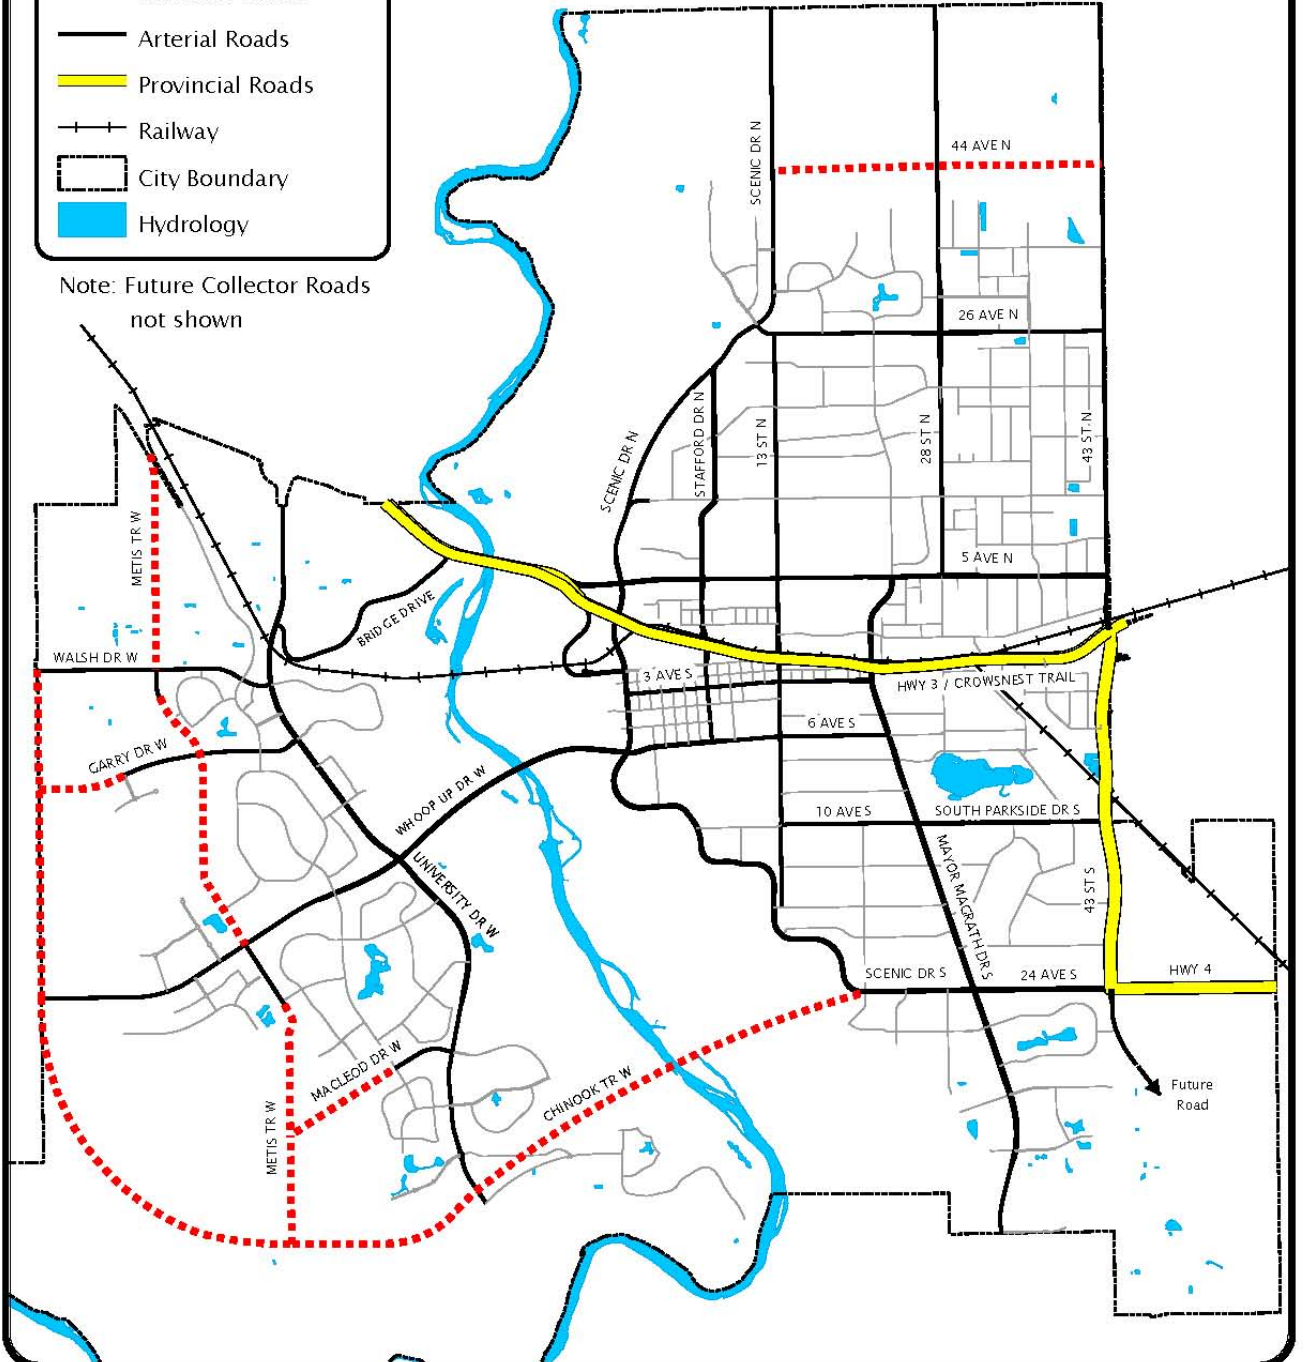 Arterial Roads
Provincial Roads
Railway
City Boundary
Hydrology
Note: Future Collector Roads
not shown
44 AVE N
SCENIC DR N
26 AVE N
STAFFORD DR N
13 ST N
28 ST N
43 ST N
SCENIC DR N
METIS TR W
5 AVE N
BRIDGE DRIVE
WALSH DR W
3 AVE S
HWY 3 / CROWSNEST TRAIL
6 AVE S
GARRY DR W
WHOOP UP DR W
10 AVE S
SOUTH PARKSIDE DR S
UNIVERSITY DR W
MAYOR MAGRATH DR S
43 ST S
SCENIC DR S
24 AVE S
HWY 4
MACLEOD DR W
CHINOOK TR W
METIS TR W
Future
Road